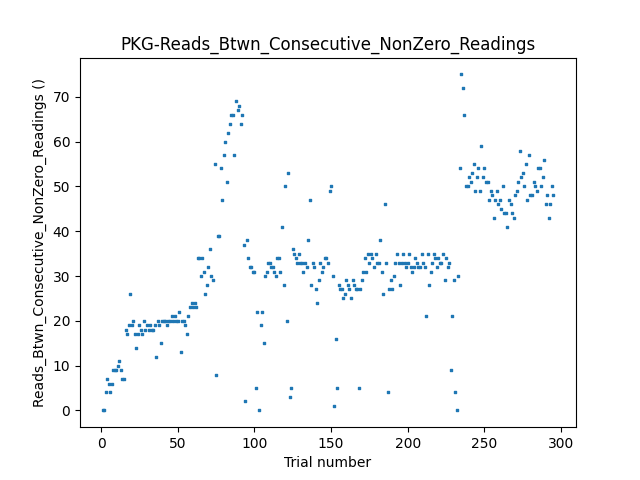 PKG-Reads_Btwn_Consecutive_NonZero_Readings
Reads_Btwn_Consecutive_NonZero_Readings ()
70
60
50
40
30
20
10
0
0 50 100 150 200 250 300
Trial number